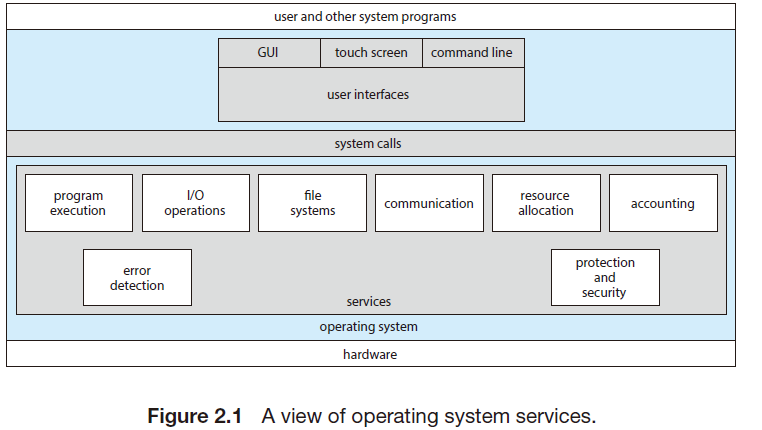 user and other system programs
GUI
touch screen
command line
user interfaces
system calls
program
execution
I/O
operations
file
systems
communication
resource
allocation
accounting
error
detection
protection
and
security
services
operating system
hardware
Figure 2.1 A view of operating system services.